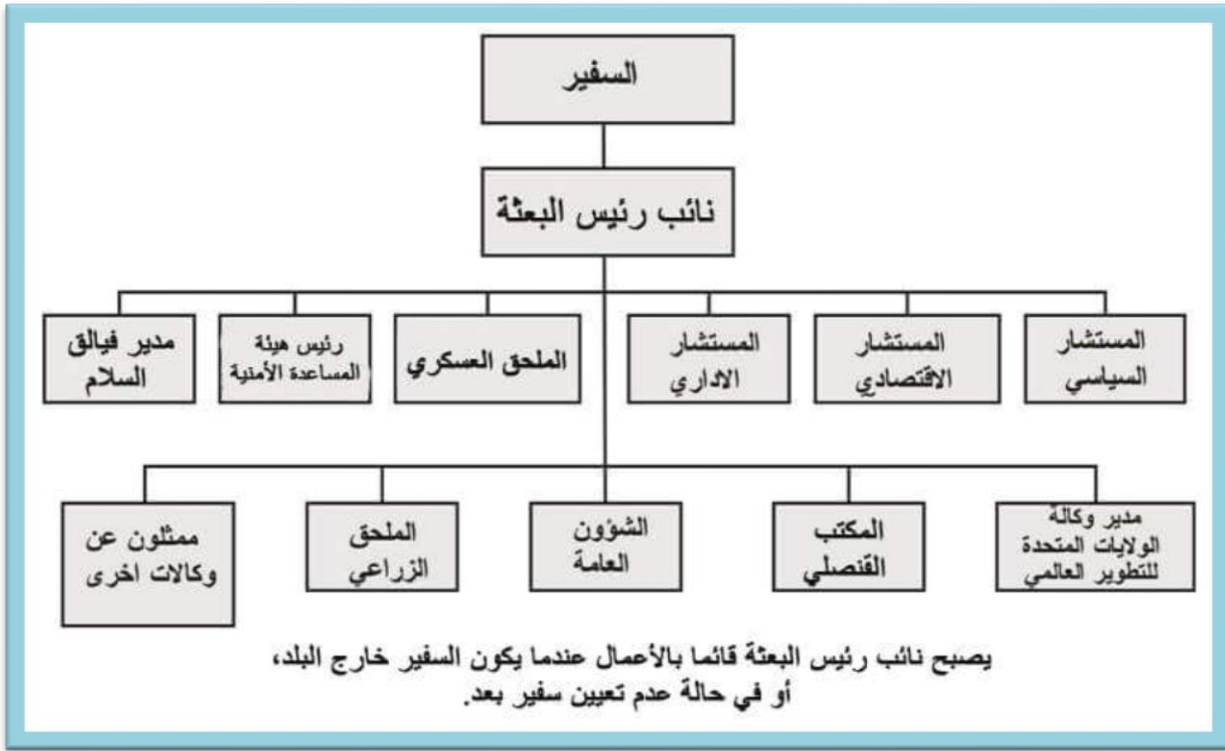 السفير
نائب رئيس البعثة
المستشار
السياسي
المستشار
الاقتصادي
المستشار
الاداري
الملحق العسكري
رئيس هيئة
المساعدة الأمنية
مدير فيالق
السلام
مدير وكالة
الولايات المتحدة
للتطوير العالمي
المكتب
القنصلي
الشؤون
العامة
الملحق
الزراعي
ممثلون عن
وكالات اخرى
يصبح نائب رئيس البعثة قائما بالأعمال عندما يكون السفير خارج البلد،
أو في حالة عدم تعيين سفير بعد.